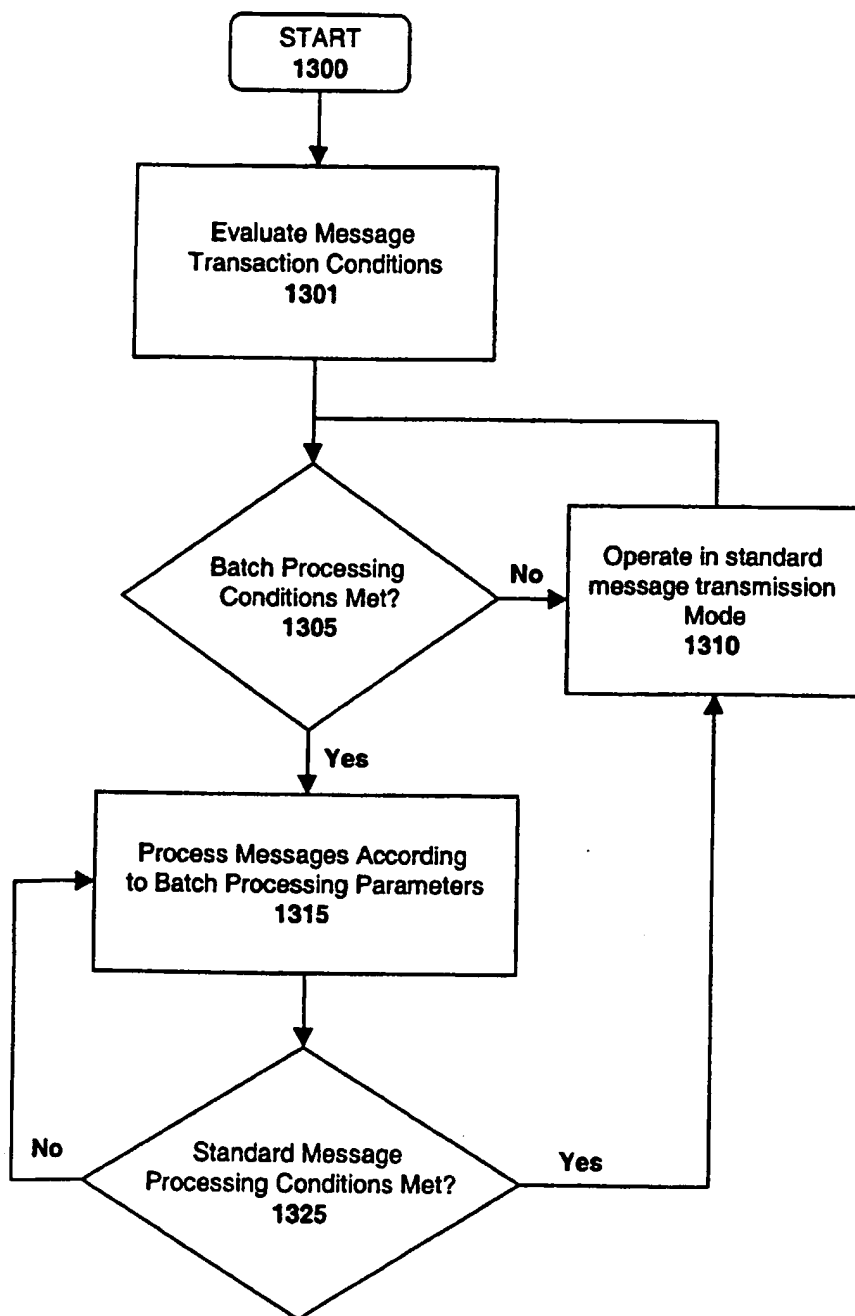 START
1300
Evaluate Message
Transaction Conditions
1301
Batch Processing
Conditions Met?
1305
No
Operate in standard
message transmission
Mode
1310
Yes
Process Messages According
to Batch Processing Parameters
1315
No
Standard Message
Processing Conditions Met?
1325
Yes